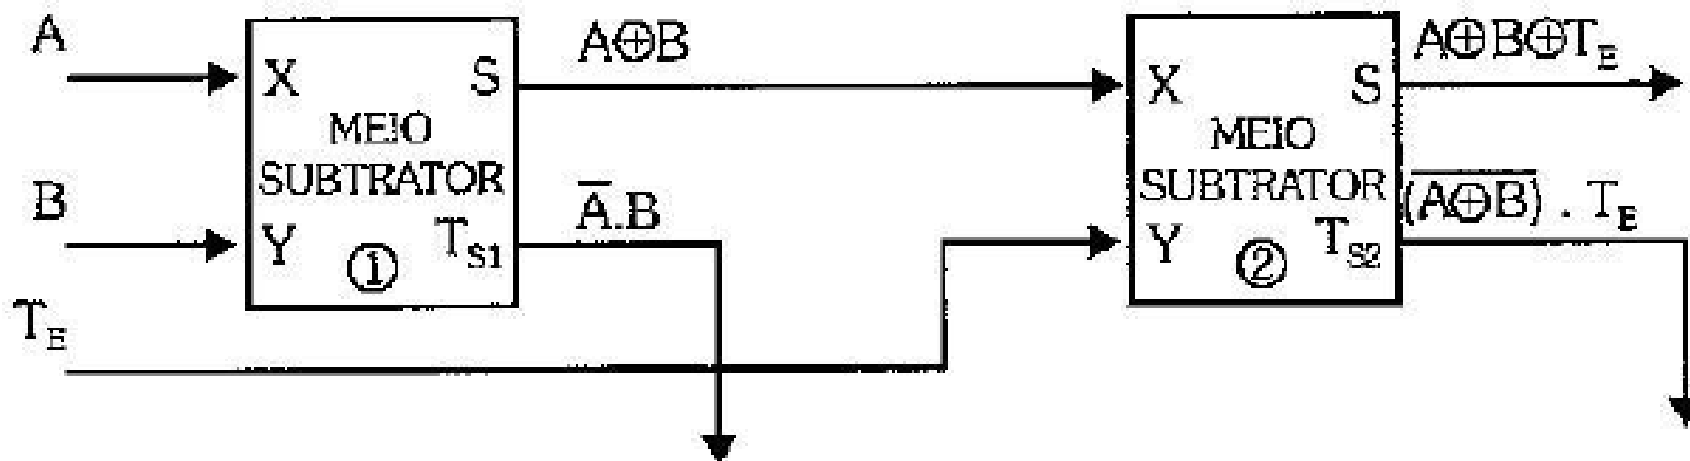 A
A⊕B
A⊕B⊕T_E
X S
MEIO
SUBTRATOR
Y ① T_S1
X S
MEIO
SUBTRATOR
Y ② T_S2
B
A̅.B
(A̅⊕B̅) . T_E
T_E